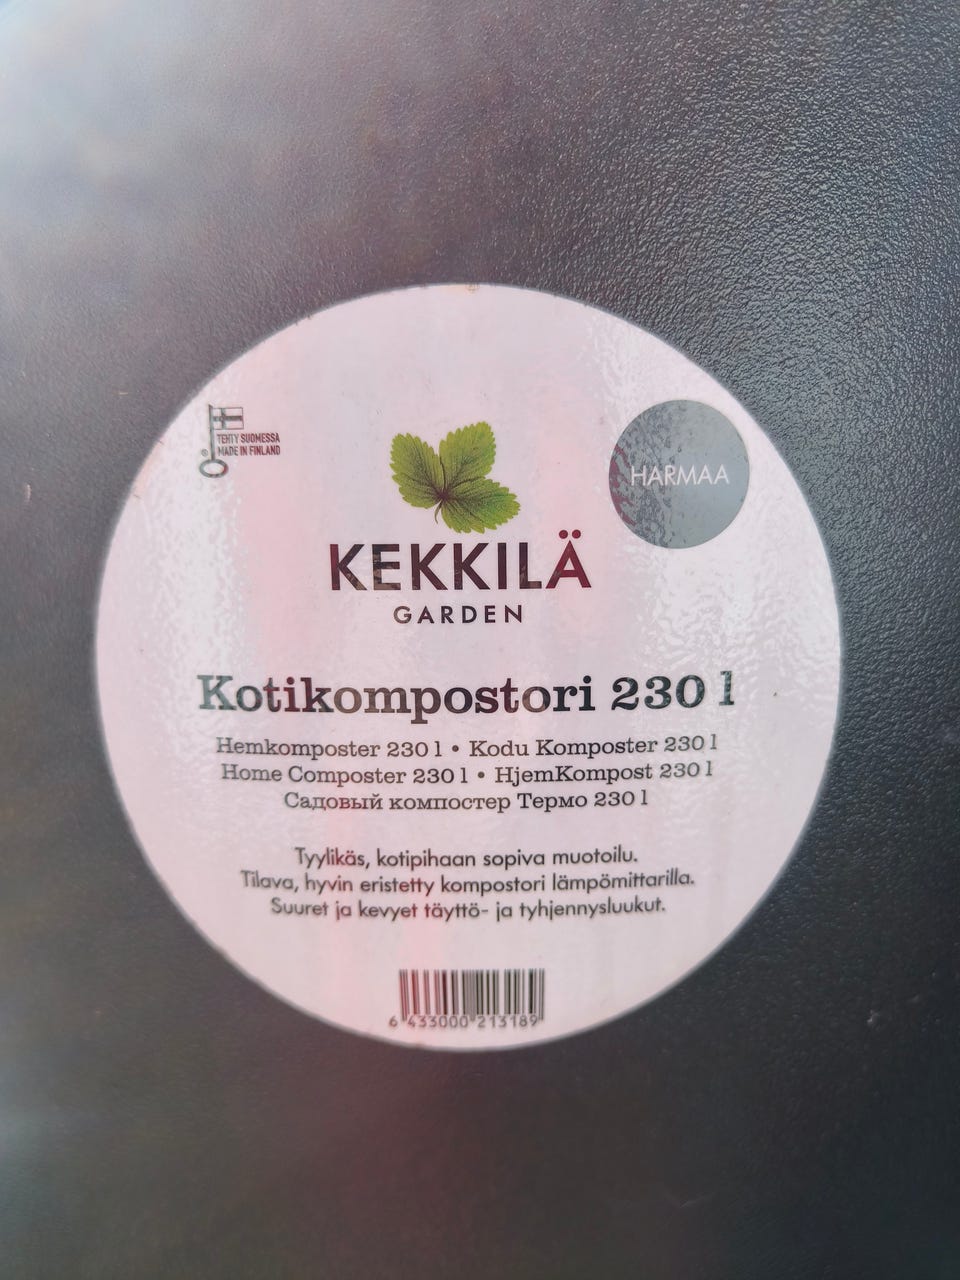 TEHTY SUOMESSA
MADE IN FINLAND
®
HARMAA
KEKKILÄ
GARDEN
Kotikompostori 230 l
Hemkomposter 230 l • Kodu Komposter 230 l
Home Composter 230 l • HjemKompost 230 l
Садовый компостер Термо 230 l
Tyylikäs, kotipihaan sopiva muotoilu.
Tilava, hyvin eristetty kompostori lämpömittarilla.
Suuret ja kevyet täyttö- ja tyhjennysluukut.
6 433000 213189